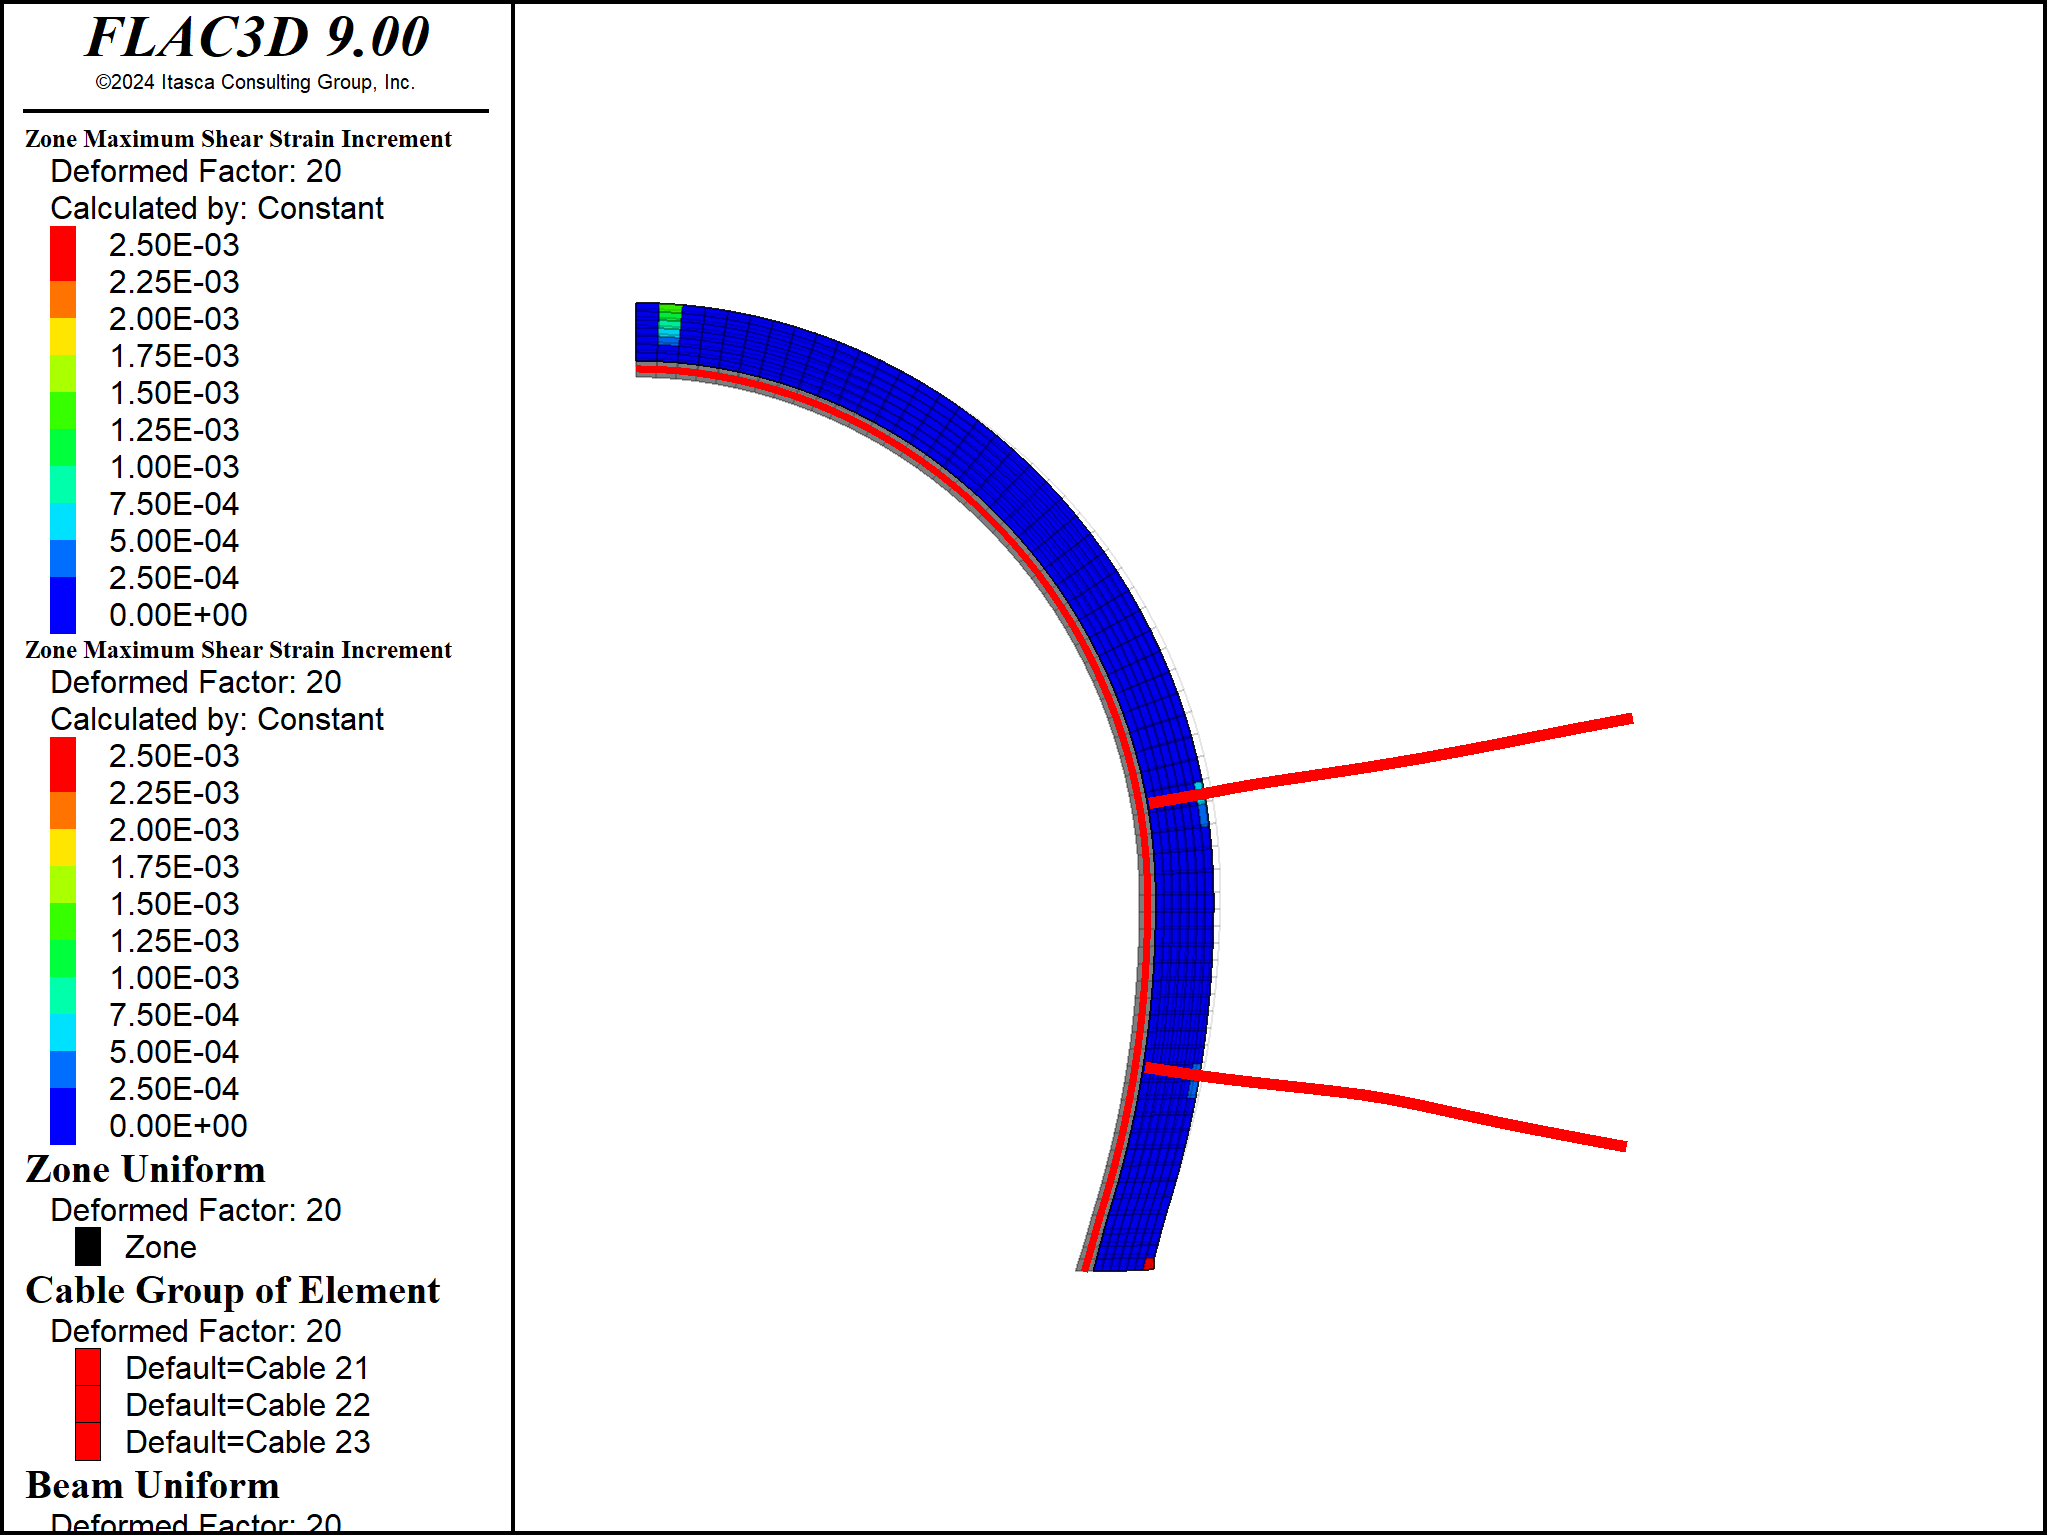 FLAC3D 9.00
©2024 Itasca Consulting Group, Inc.
Zone Maximum Shear Strain Increment
Deformed Factor: 20
Calculated by: Constant
2.50E-03
2.25E-03
2.00E-03
1.75E-03
1.50E-03
1.25E-03
1.00E-03
7.50E-04
5.00E-04
2.50E-04
0.00E+00
Zone Maximum Shear Strain Increment
Deformed Factor: 20
Calculated by: Constant
2.50E-03
2.25E-03
2.00E-03
1.75E-03
1.50E-03
1.25E-03
1.00E-03
7.50E-04
5.00E-04
2.50E-04
0.00E+00
Zone Uniform
Deformed Factor: 20
Zone
Cable Group of Element
Deformed Factor: 20
Default=Cable 21
Default=Cable 22
Default=Cable 23
Beam Uniform
Deformed Factor: 20